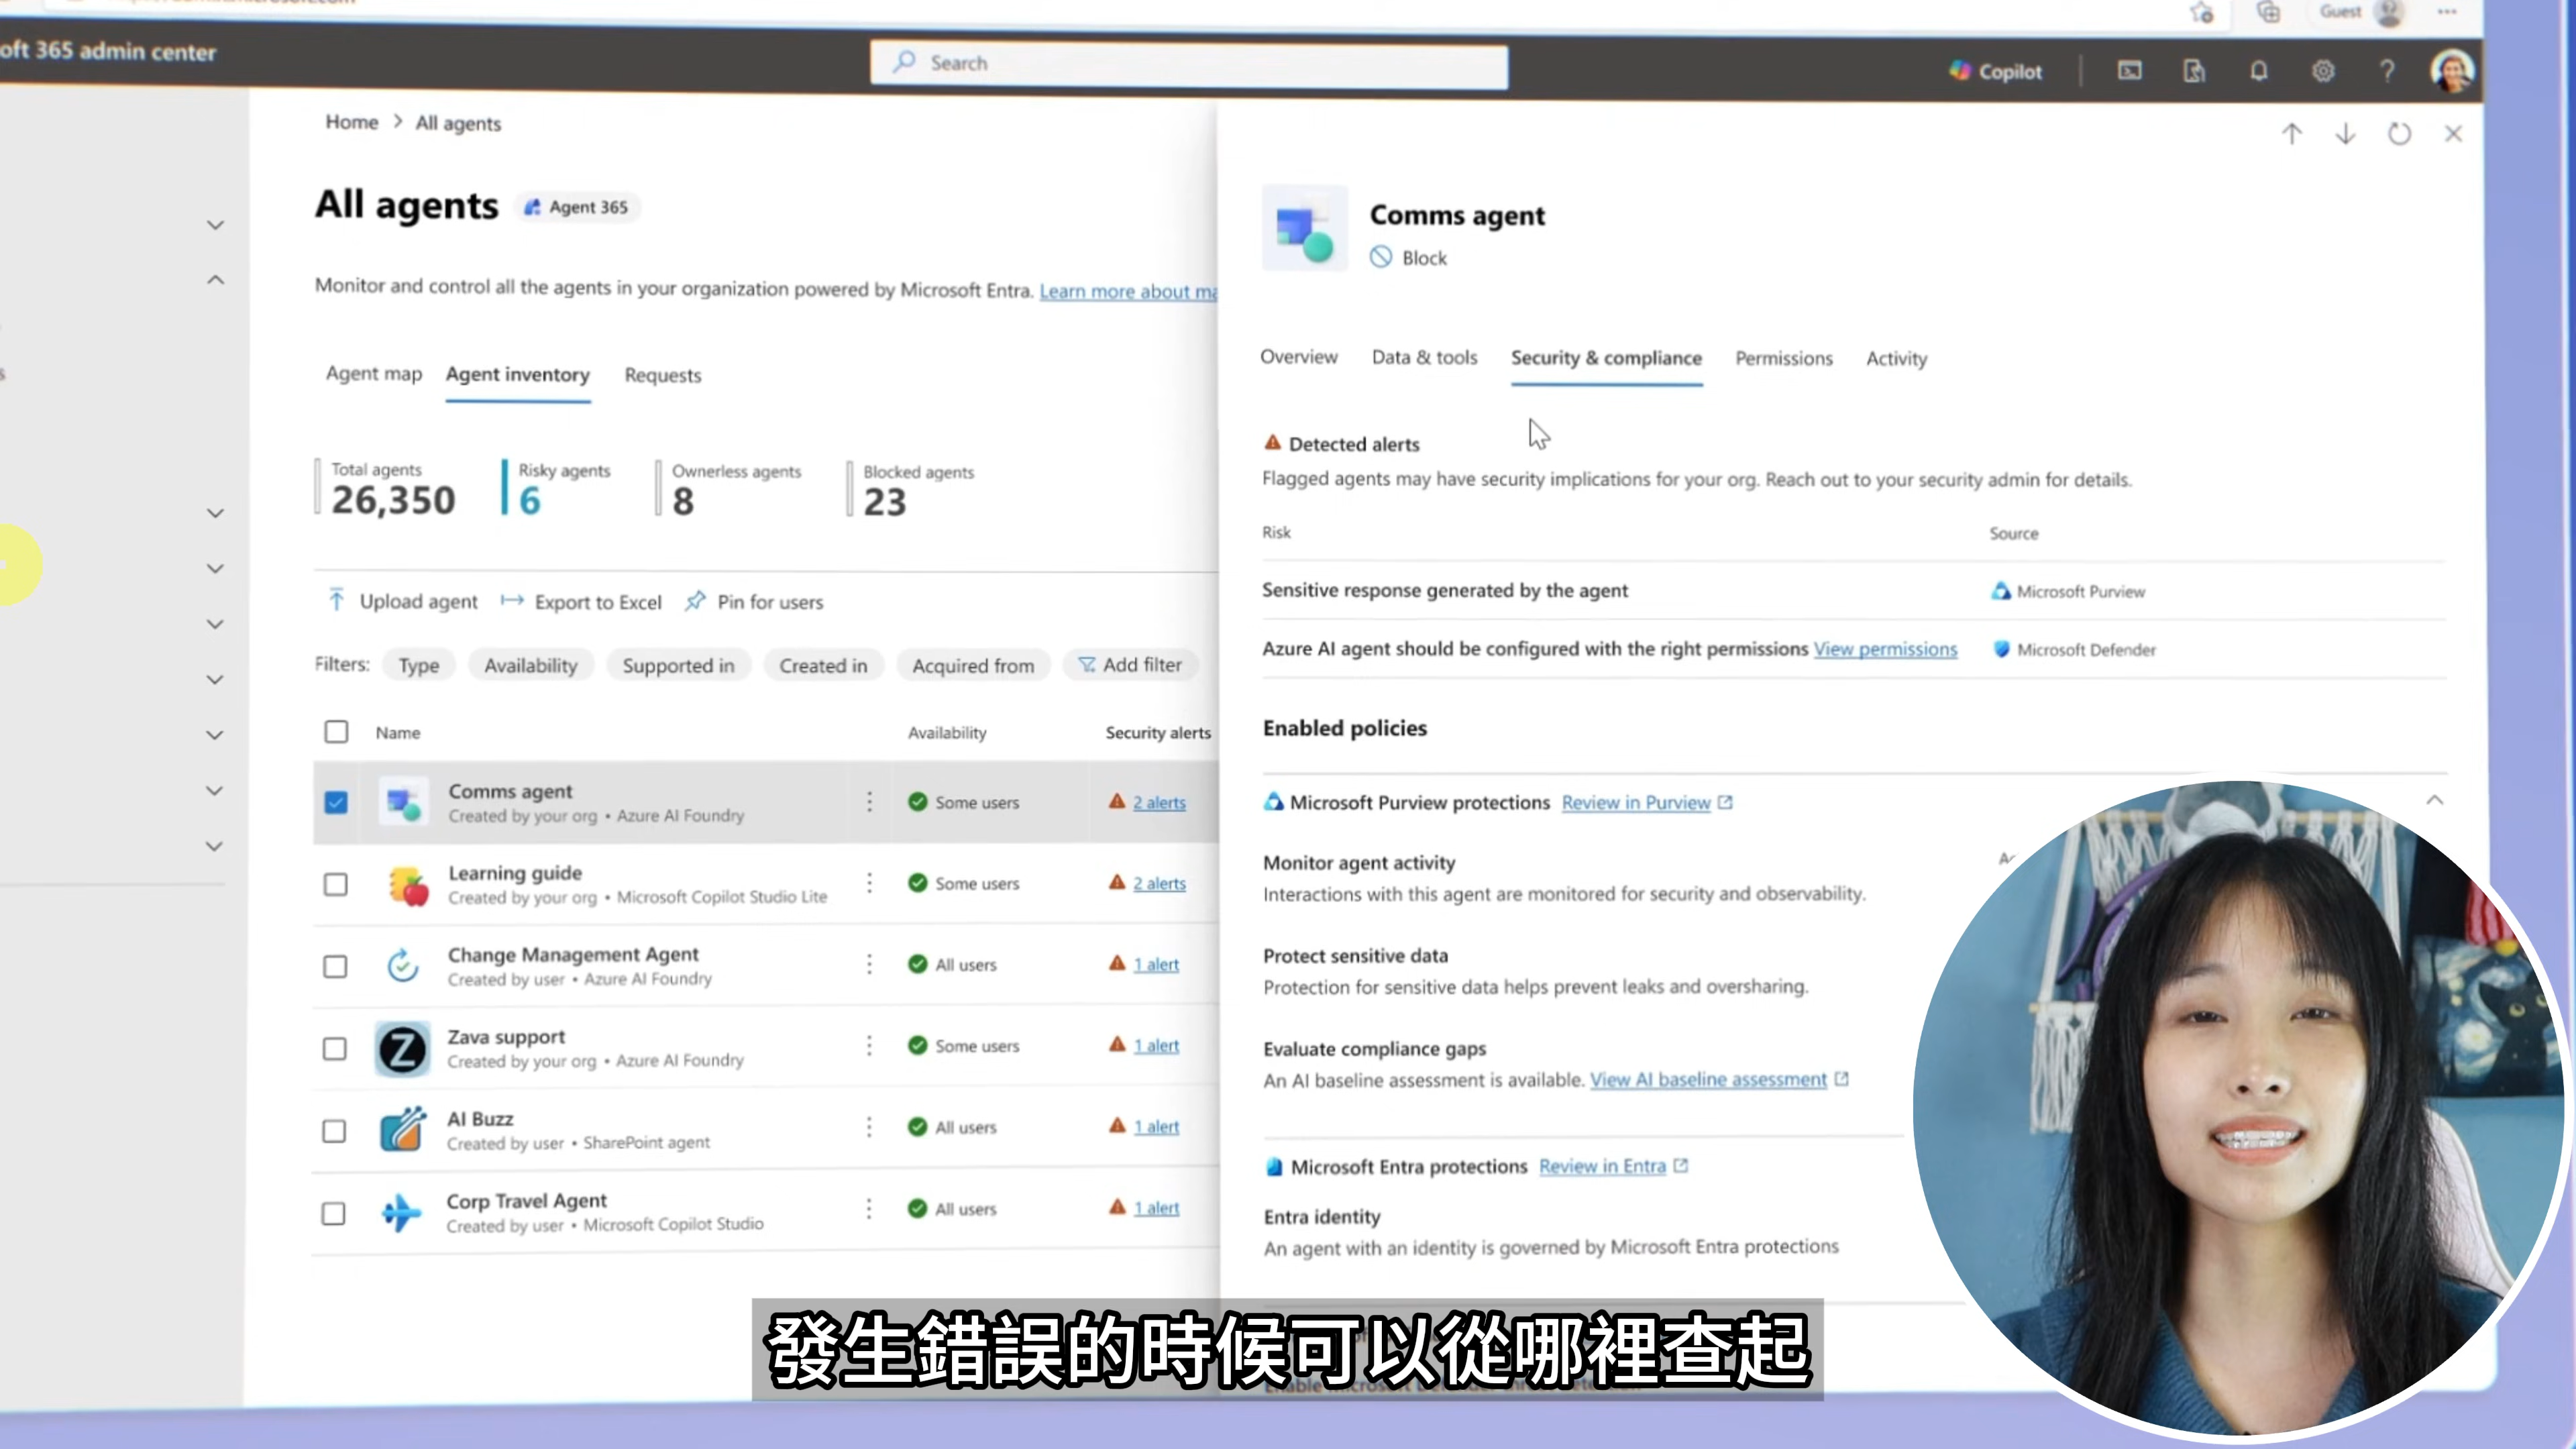 oft 365 admin center
Search
Copilot
Guest
Home > All agents
All agents
Agent 365
Monitor and control all the agents in your organization powered by Microsoft Entra. Learn more about ma
Agent map
Agent inventory
Requests
Total agents
26,350
Risky agents
6
Ownerless agents
8
Blocked agents
23
Upload agent
Export to Excel
Pin for users
Filters:
Type
Availability
Supported in
Created in
Acquired from
Add filter
Name
Availability
Security alerts
Comms agent
Created by your org • Azure AI Foundry
Some users
2 alerts
Learning guide
Created by your org • Microsoft Copilot Studio Lite
Some users
2 alerts
Change Management Agent
Created by user • Azure AI Foundry
All users
1 alert
Zava support
Created by your org • Azure AI Foundry
Some users
1 alert
AI Buzz
Created by user • SharePoint agent
All users
1 alert
Corp Travel Agent
Created by user • Microsoft Copilot Studio
All users
1 alert
Comms agent
Block
Overview
Data & tools
Security & compliance
Permissions
Activity
Detected alerts
Flagged agents may have security implications for your org. Reach out to your security admin for details.
Risk
Source
Sensitive response generated by the agent
Microsoft Purview
Azure AI agent should be configured with the right permissions View permissions
Microsoft Defender
Enabled policies
Microsoft Purview protections Review in Purview
Monitor agent activity
Interactions with this agent are monitored for security and observability.
Protect sensitive data
Protection for sensitive data helps prevent leaks and oversharing.
Evaluate compliance gaps
An AI baseline assessment is available. View AI baseline assessment
Microsoft Entra protections Review in Entra
Entra identity
An agent with an identity is governed by Microsoft Entra protections
發生錯誤的時候可以從哪裡查起